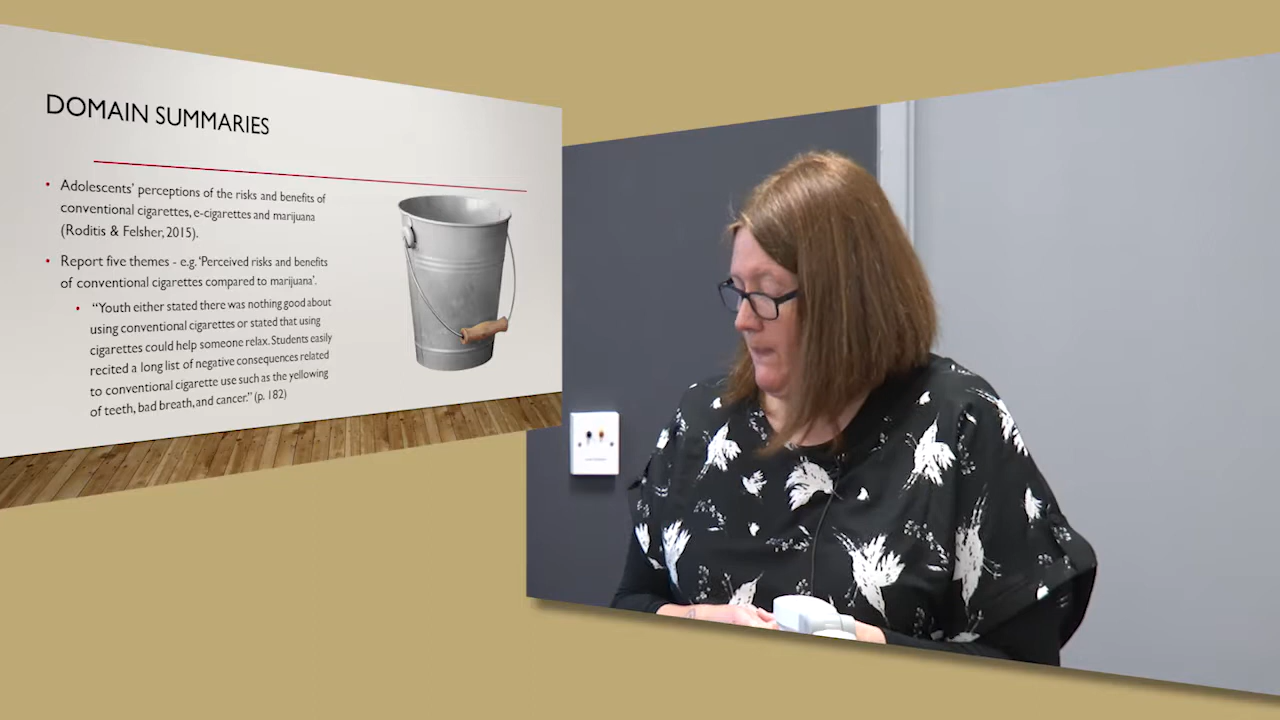 DOMAIN SUMMARIES
• Adolescents' perceptions of the risks and benefits of
conventional cigarettes, e-cigarettes and marijuana
(Roditis & Felsher, 2015).
• Report five themes - e.g. 'Perceived risks and benefits
of conventional cigarettes compared to marijuana'.
• "Youth either stated there was nothing good about
using conventional cigarettes or stated that using
cigarettes could help someone relax. Students easily
recited a long list of negative consequences related
to conventional cigarette use such as the yellowing
of teeth, bad breath, and cancer." (p. 182)